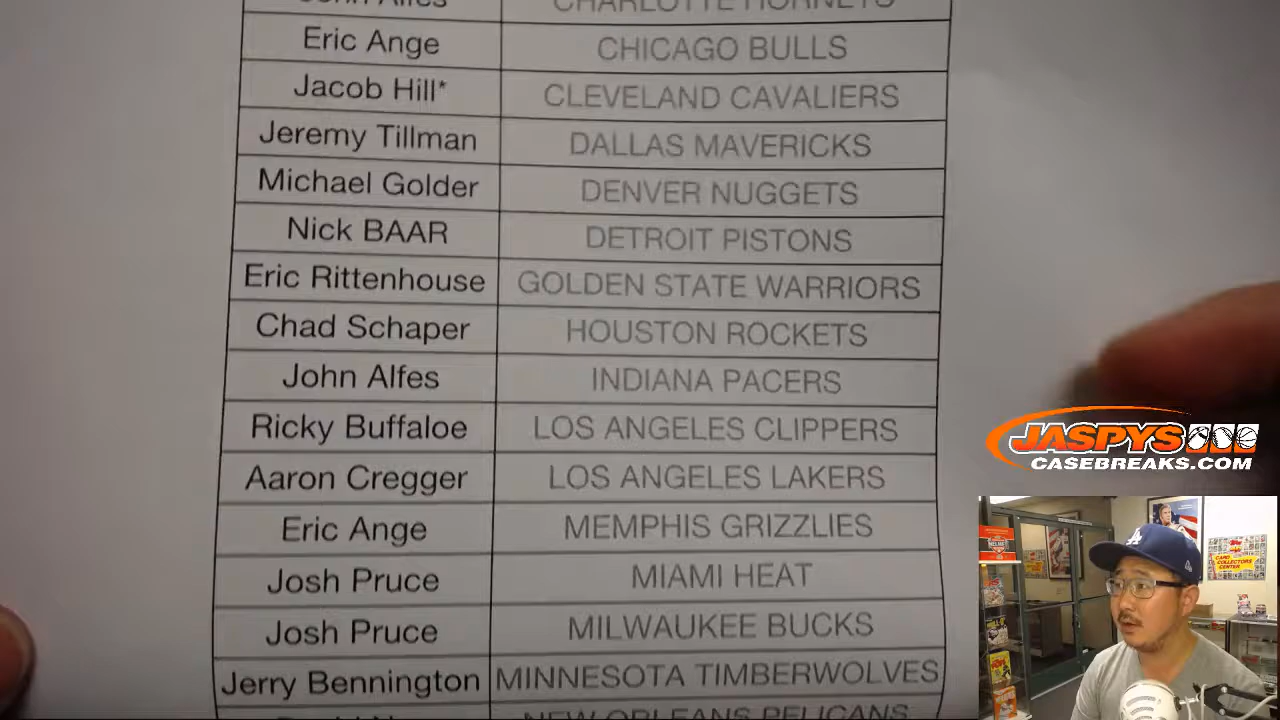 John Alfes CHARLOTTE HORNETS
Eric Ange CHICAGO BULLS
Jacob Hill* CLEVELAND CAVALIERS
Jeremy Tillman DALLAS MAVERICKS
Michael Golder DENVER NUGGETS
Nick BAAR DETROIT PISTONS
Eric Rittenhouse GOLDEN STATE WARRIORS
Chad Schaper HOUSTON ROCKETS
John Alfes INDIANA PACERS
Ricky Buffaloe LOS ANGELES CLIPPERS
Aaron Cregger LOS ANGELES LAKERS
Eric Ange MEMPHIS GRIZZLIES
Josh Pruce MIAMI HEAT
Josh Pruce MILWAUKEE BUCKS
Jerry Bennington MINNESOTA TIMBERWOLVES
NEW ORLEANS PELICANS
JASPYS
CASEBREAKS.COM